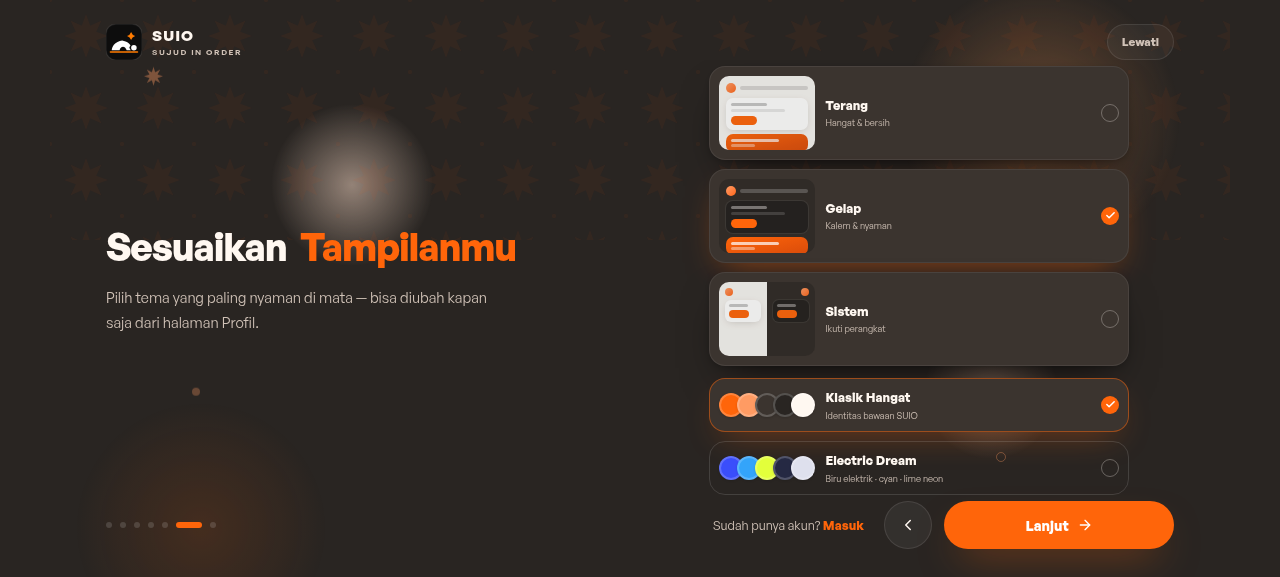 SUIO
SUJUD IN ORDER
Lewati
Sesuaikan Tampilanmu
Pilih tema yang paling nyaman di mata — bisa diubah kapan
saja dari halaman Profil.
Terang
Hangat & bersih
Gelap
Kalem & nyaman
Sistem
Ikuti perangkat
Klasik Hangat
Identitas bawaan SUIO
Electric Dream
Biru elektrik · cyan · lime neon
Sudah punya akun? Masuk
Lanjut